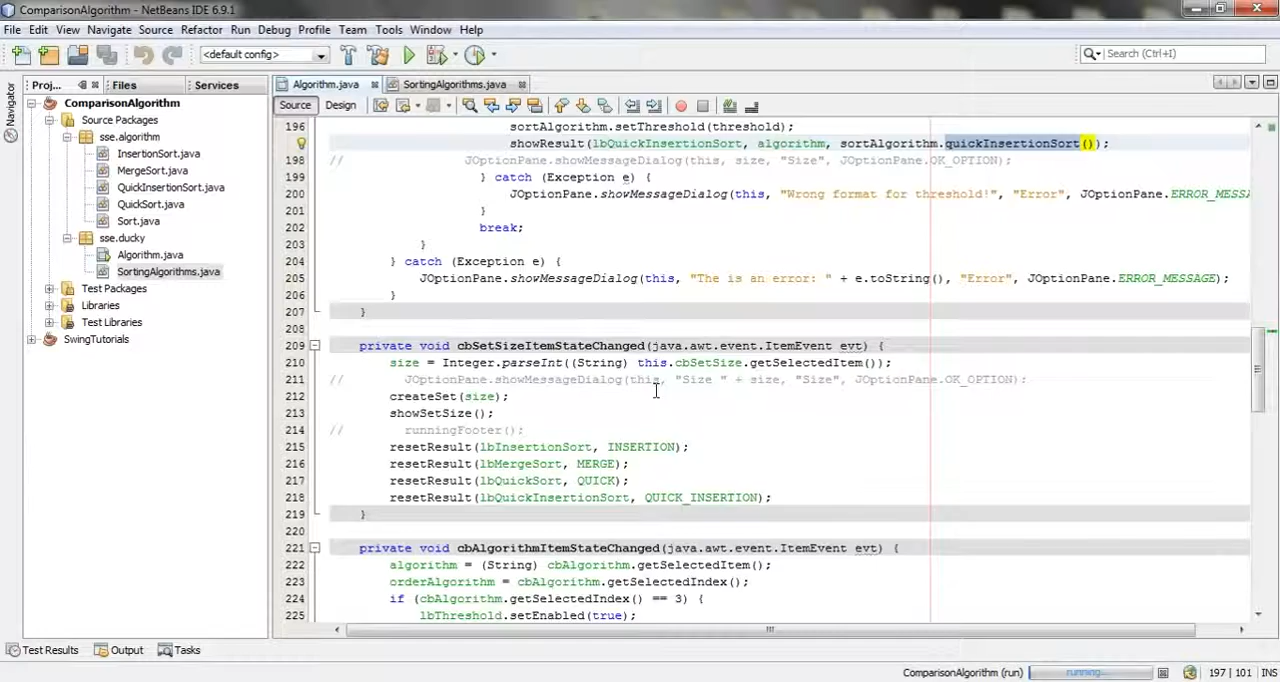 ComparisonAlgorithm - NetBeans IDE 6.9.1
File Edit View Navigate Source Refactor Run Debug Profile Team Tools Window Help
<default config>
Search (Ctrl+I)
Proj... Files Services
Algorithm.java SortingAlgorithms.java
Source Design
Navigator
ComparisonAlgorithm
Source Packages
sse.algorithm
InsertionSort.java
MergeSort.java
QuickInsertionSort.java
QuickSort.java
Sort.java
sse.ducky
Algorithm.java
SortingAlgorithms.java
Test Packages
Libraries
Test Libraries
SwingTutorials
196 sortAlgorithm.setThreshold(threshold);
showResult(lbQuickInsertionSort, algorithm, sortAlgorithm.quickInsertionSort());
198 // JOptionPane.showMessageDialog(this, size, "Size", JOptionPane.OK_OPTION);
199 } catch (Exception e) {
200 JOptionPane.showMessageDialog(this, "Wrong format for threshold!", "Error", JOptionPane.ERROR_MESSA
201 }
202 break;
203 }
204 } catch (Exception e) {
205 JOptionPane.showMessageDialog(this, "The is an error: " + e.toString(), "Error", JOptionPane.ERROR_MESSAGE);
206 }
207 }
208
209 private void cbSetSizeItemStateChanged(java.awt.event.ItemEvent evt) {
210 size = Integer.parseInt((String) this.cbSetSize.getSelectedItem());
211 // JOptionPane.showMessageDialog(this, "Size " + size, "Size", JOptionPane.OK_OPTION);
212 createSet(size);
213 showSetSize();
214 // runningFooter();
215 resetResult(lbInsertionSort, INSERTION);
216 resetResult(lbMergeSort, MERGE);
217 resetResult(lbQuickSort, QUICK);
218 resetResult(lbQuickInsertionSort, QUICK_INSERTION);
219 }
220
221 private void cbAlgorithmItemStateChanged(java.awt.event.ItemEvent evt) {
222 algorithm = (String) cbAlgorithm.getSelectedItem();
223 orderAlgorithm = cbAlgorithm.getSelectedIndex();
224 if (cbAlgorithm.getSelectedIndex() == 3) {
225 lbThreshold.setEnabled(true);
Test Results Output Tasks
ComparisonAlgorithm (run) running... 197 | 101 INS